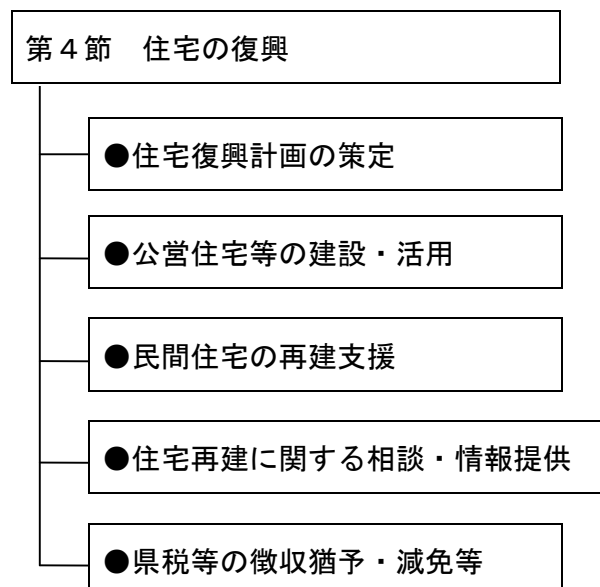 第４節　住宅の復興
●住宅復興計画の策定
●公営住宅等の建設・活用
●民間住宅の再建支援
●住宅再建に関する相談・情報提供
●県税等の徴収猶予・減免等